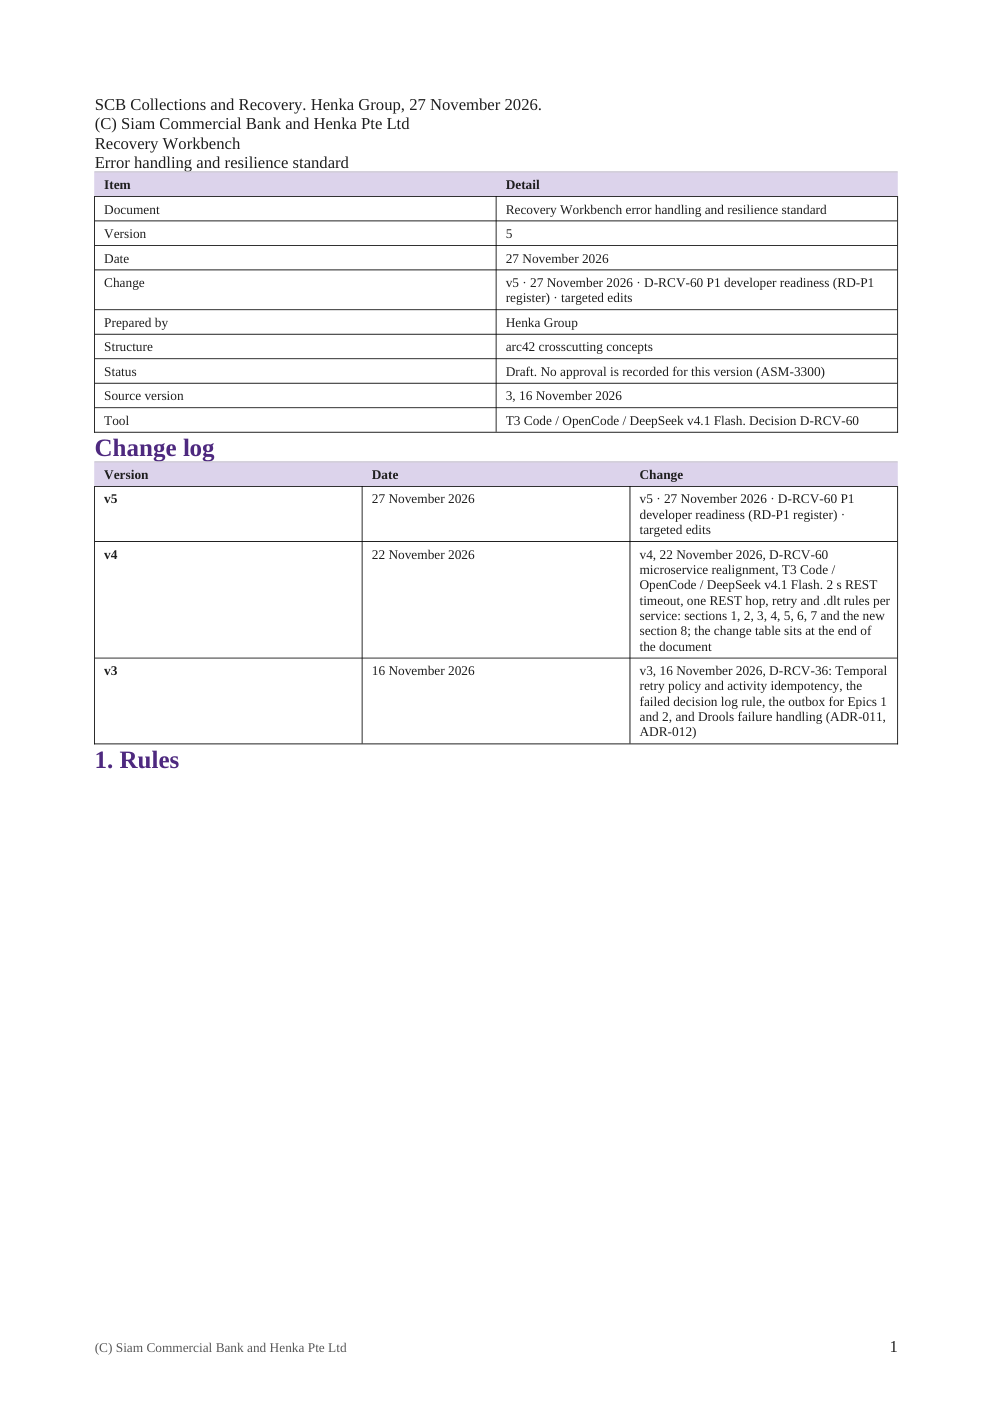 SCB Collections and Recovery. Henka Group, 27 November 2026.
(C) Siam Commercial Bank and Henka Pte Ltd
Recovery Workbench
Error handling and resilience standard
Item Detail
Document Recovery Workbench error handling and resilience standard
Version 5
Date 27 November 2026
Change v5 · 27 November 2026 · D-RCV-60 P1 developer readiness (RD-P1
register) · targeted edits
Prepared by Henka Group
Structure arc42 crosscutting concepts
Status Draft. No approval is recorded for this version (ASM-3300)
Source version 3, 16 November 2026
Tool T3 Code / OpenCode / DeepSeek v4.1 Flash. Decision D-RCV-60
Change log
Version Date Change
v5 27 November 2026 v5 · 27 November 2026 · D-RCV-60 P1
developer readiness (RD-P1 register) ·
targeted edits
v4 22 November 2026 v4, 22 November 2026, D-RCV-60
microservice realignment, T3 Code /
OpenCode / DeepSeek v4.1 Flash. 2 s REST
timeout, one REST hop, retry and .dlt rules per
service: sections 1, 2, 3, 4, 5, 6, 7 and the new
section 8; the change table sits at the end of
the document
v3 16 November 2026 v3, 16 November 2026, D-RCV-36: Temporal
retry policy and activity idempotency, the
failed decision log rule, the outbox for Epics 1
and 2, and Drools failure handling (ADR-011,
ADR-012)
1. Rules
(C) Siam Commercial Bank and Henka Pte Ltd 1